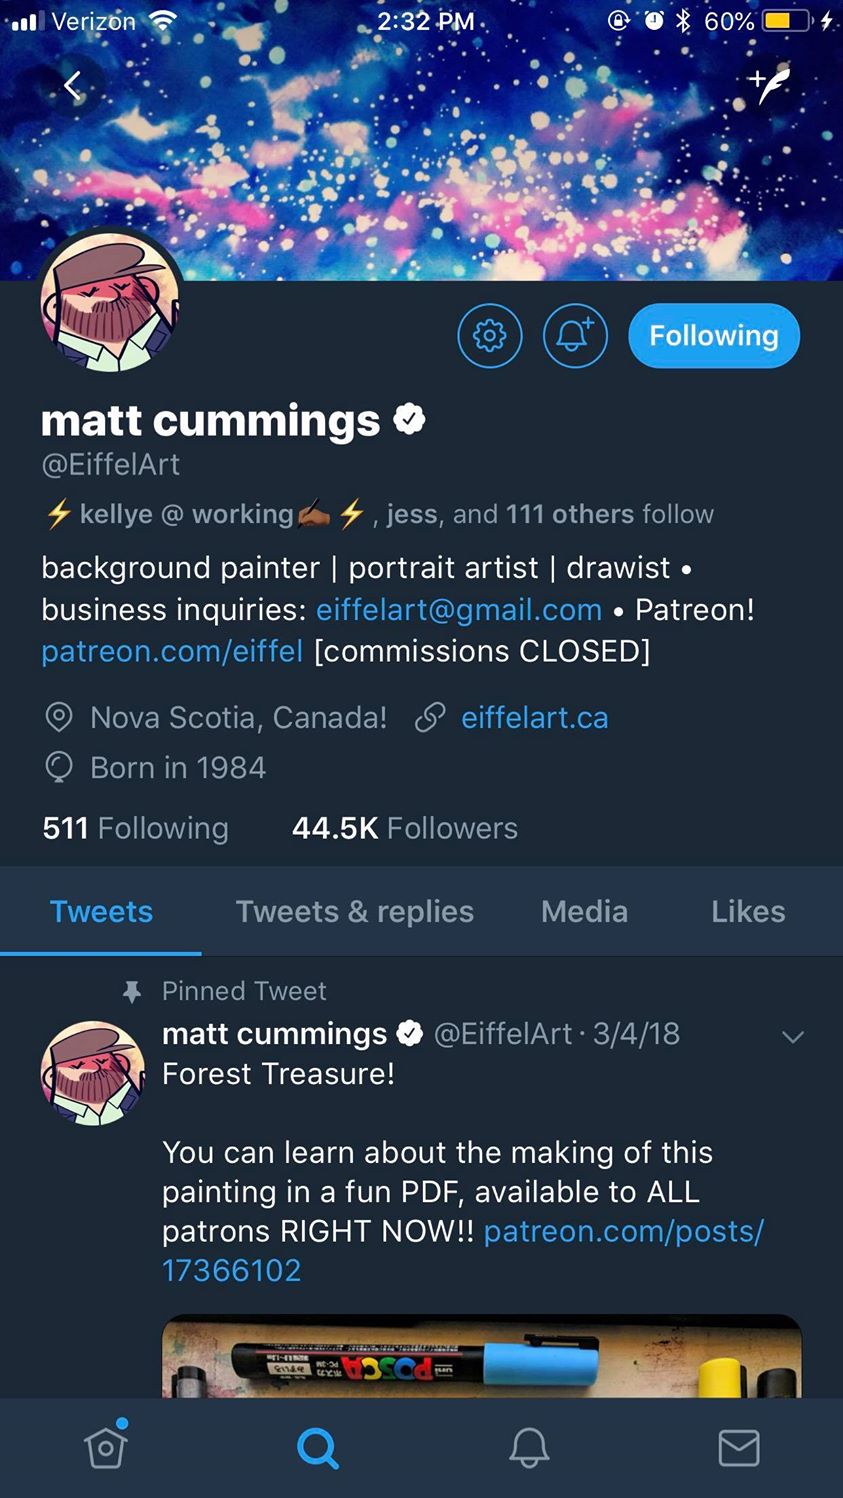 Verizon 2:32 PM 60%
Following
matt cummings
@EiffelArt
⚡ kellye @ working✍🏾⚡, jess, and 111 others follow
background painter | portrait artist | drawist •
business inquiries: eiffelart@gmail.com • Patreon!
patreon.com/eiffel [commissions CLOSED]
Nova Scotia, Canada! eiffelart.ca
Born in 1984
511 Following 44.5K Followers
Tweets Tweets & replies Media Likes
Pinned Tweet
matt cummings @EiffelArt · 3/4/18
Forest Treasure!
You can learn about the making of this
painting in a fun PDF, available to ALL
patrons RIGHT NOW!! patreon.com/posts/
17366102
uni POSCA
PC-3M